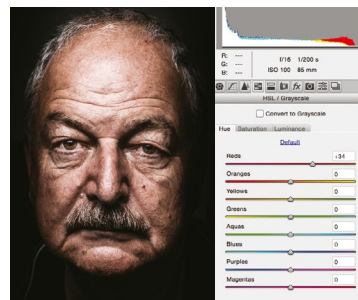 R: ---
G: ---
B: ---
f/16 1/200 s
ISO 100 85 mm
fx
HSL / Grayscale
Convert to Grayscale
Hue Saturation Luminance
Default
Reds +34
Oranges 0
Yellows 0
Greens 0
Aquas 0
Blues 0
Purples 0
Magentas 0